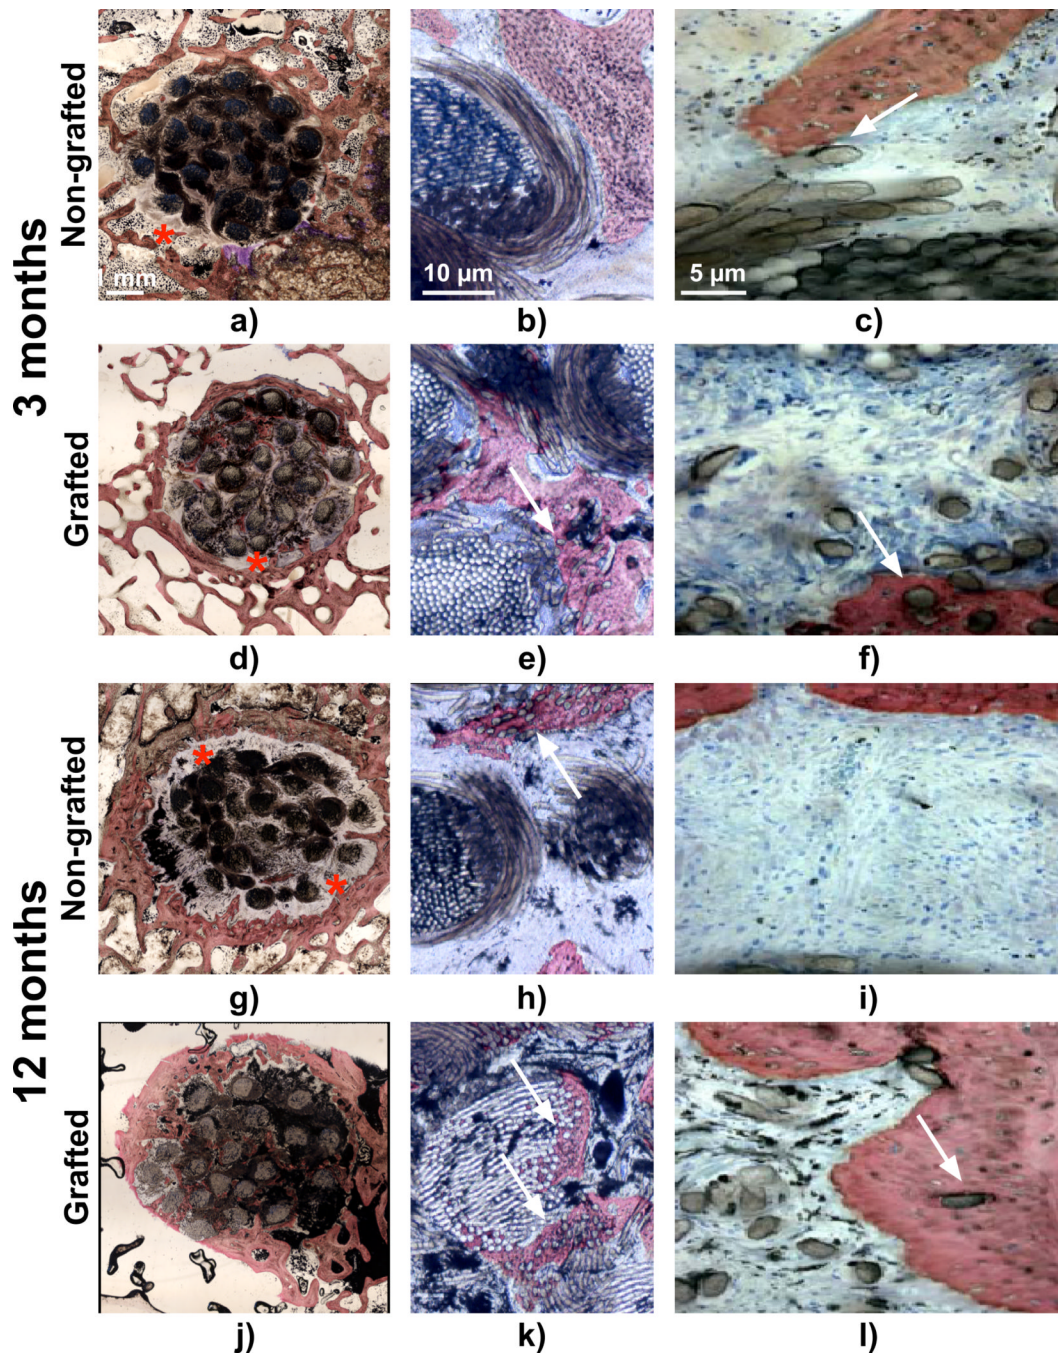 3 months
Non-grafted
1 mm
10 µm
5 µm
a)
b)
c)
Grafted
d)
e)
f)
12 months
Non-grafted
g)
h)
i)
Grafted
j)
k)
l)